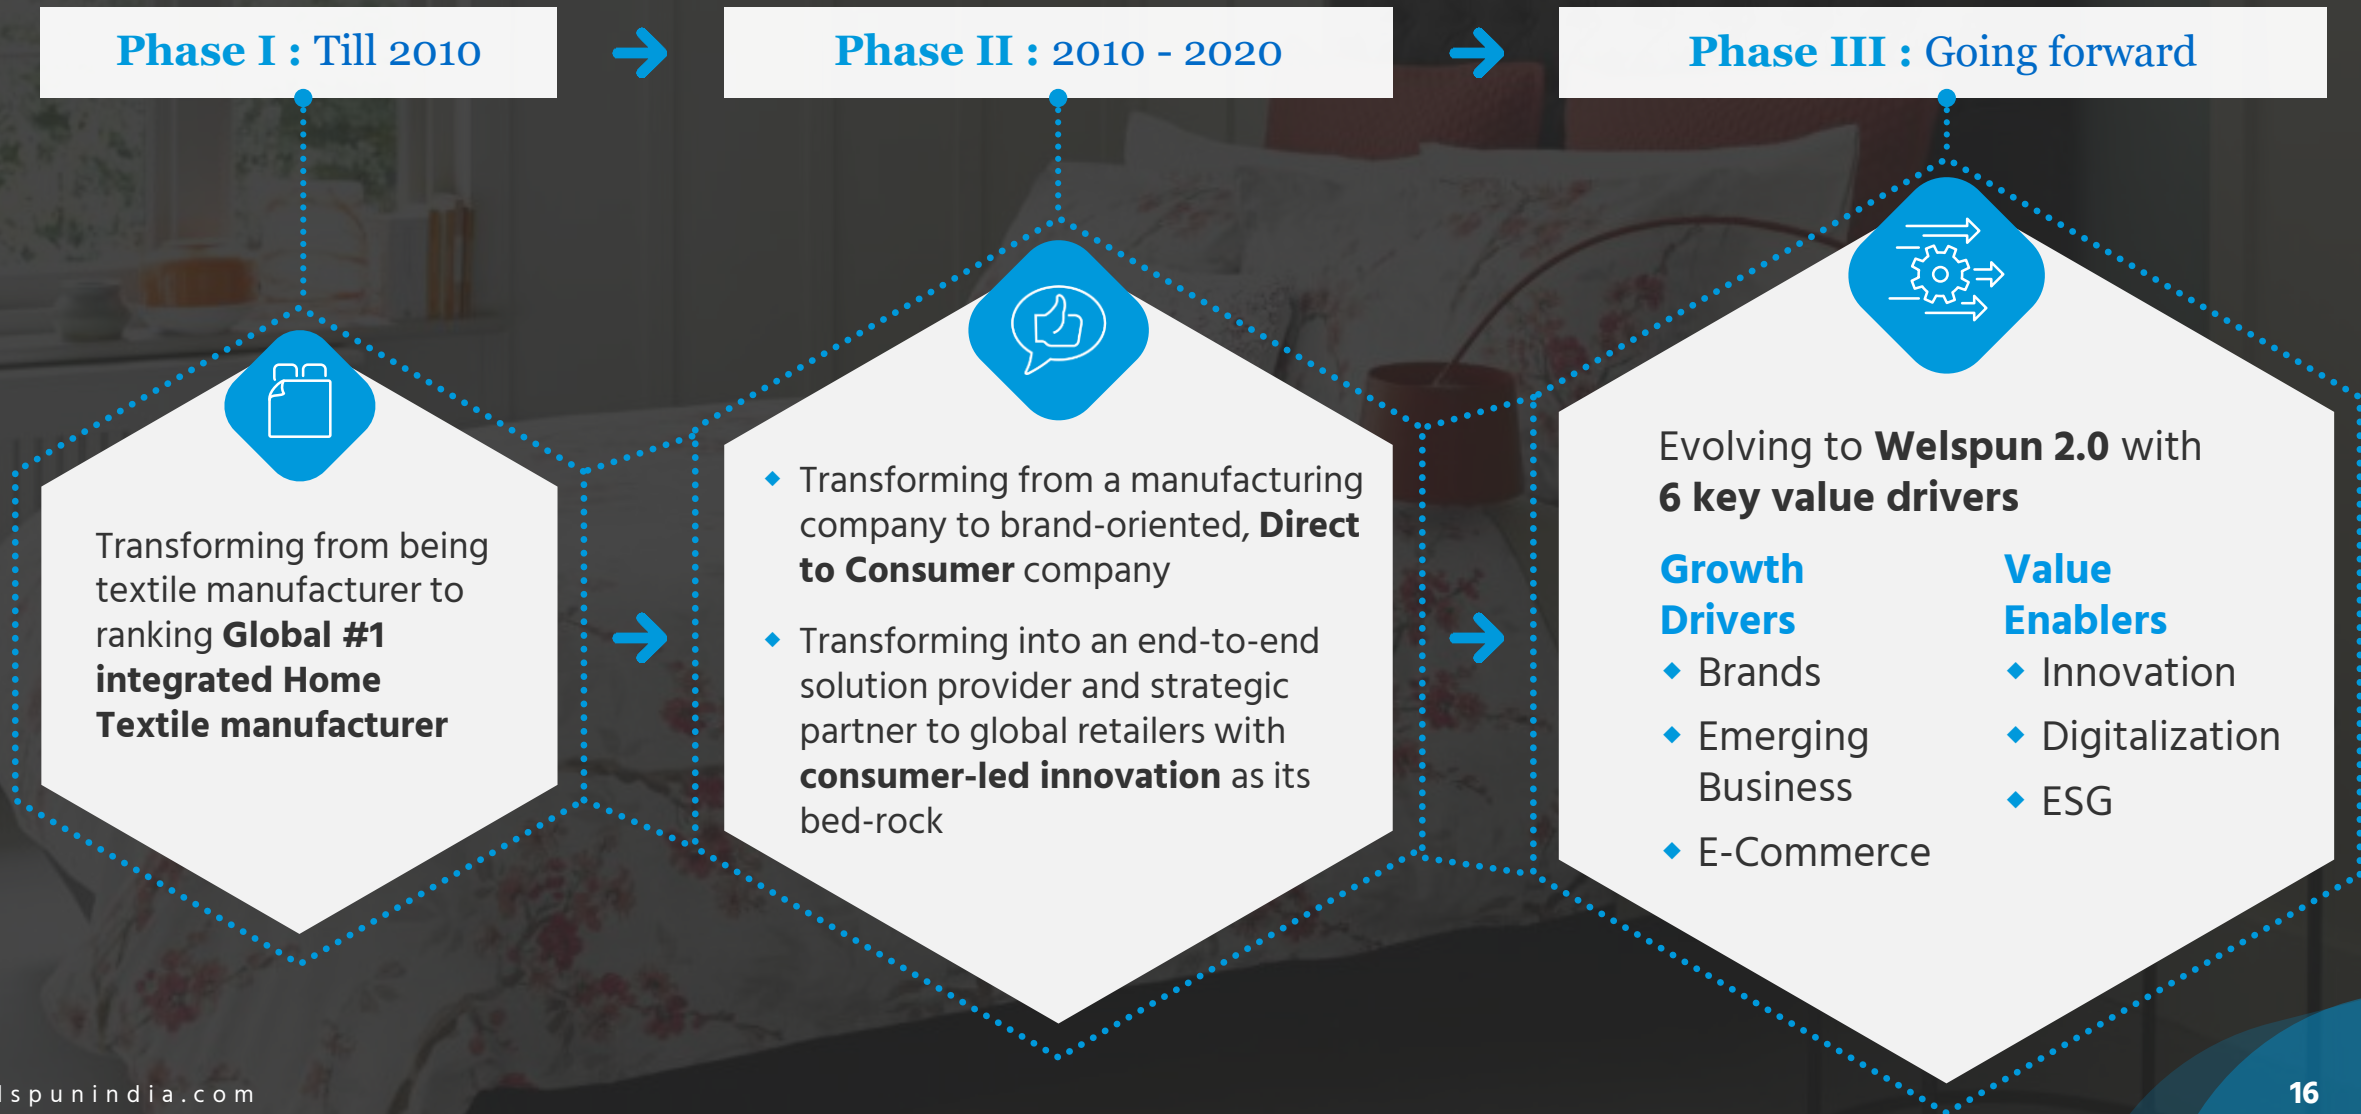 Phase I : Till 2010
Phase II : 2010 - 2020
Phase III : Going forward
Transforming from being
textile manufacturer to
ranking Global #1
integrated Home
Textile manufacturer
Transforming from a manufacturing
company to brand-oriented, Direct
to Consumer company
Transforming into an end-to-end
solution provider and strategic
partner to global retailers with
consumer-led innovation as its
bed-rock
Evolving to Welspun 2.0 with
6 key value drivers
Growth
Drivers
Brands
Emerging
Business
E-Commerce
Value
Enablers
Innovation
Digitalization
ESG
lspunindia.com
16